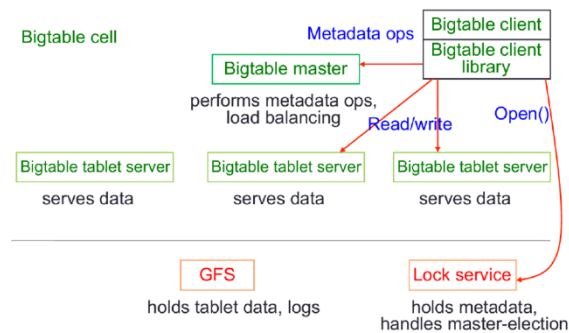 Bigtable client
Bigtable cell
Metadata ops
Bigtable client
library
Bigtable master
performs metadata ops,
load balancing
Read/write
Open()
Bigtable tablet server
Bigtable tablet server
Bigtable tablet server
serves data
serves data
serves data
GFS
Lock service
holds tablet data, logs
holds metadata,
handles master-election